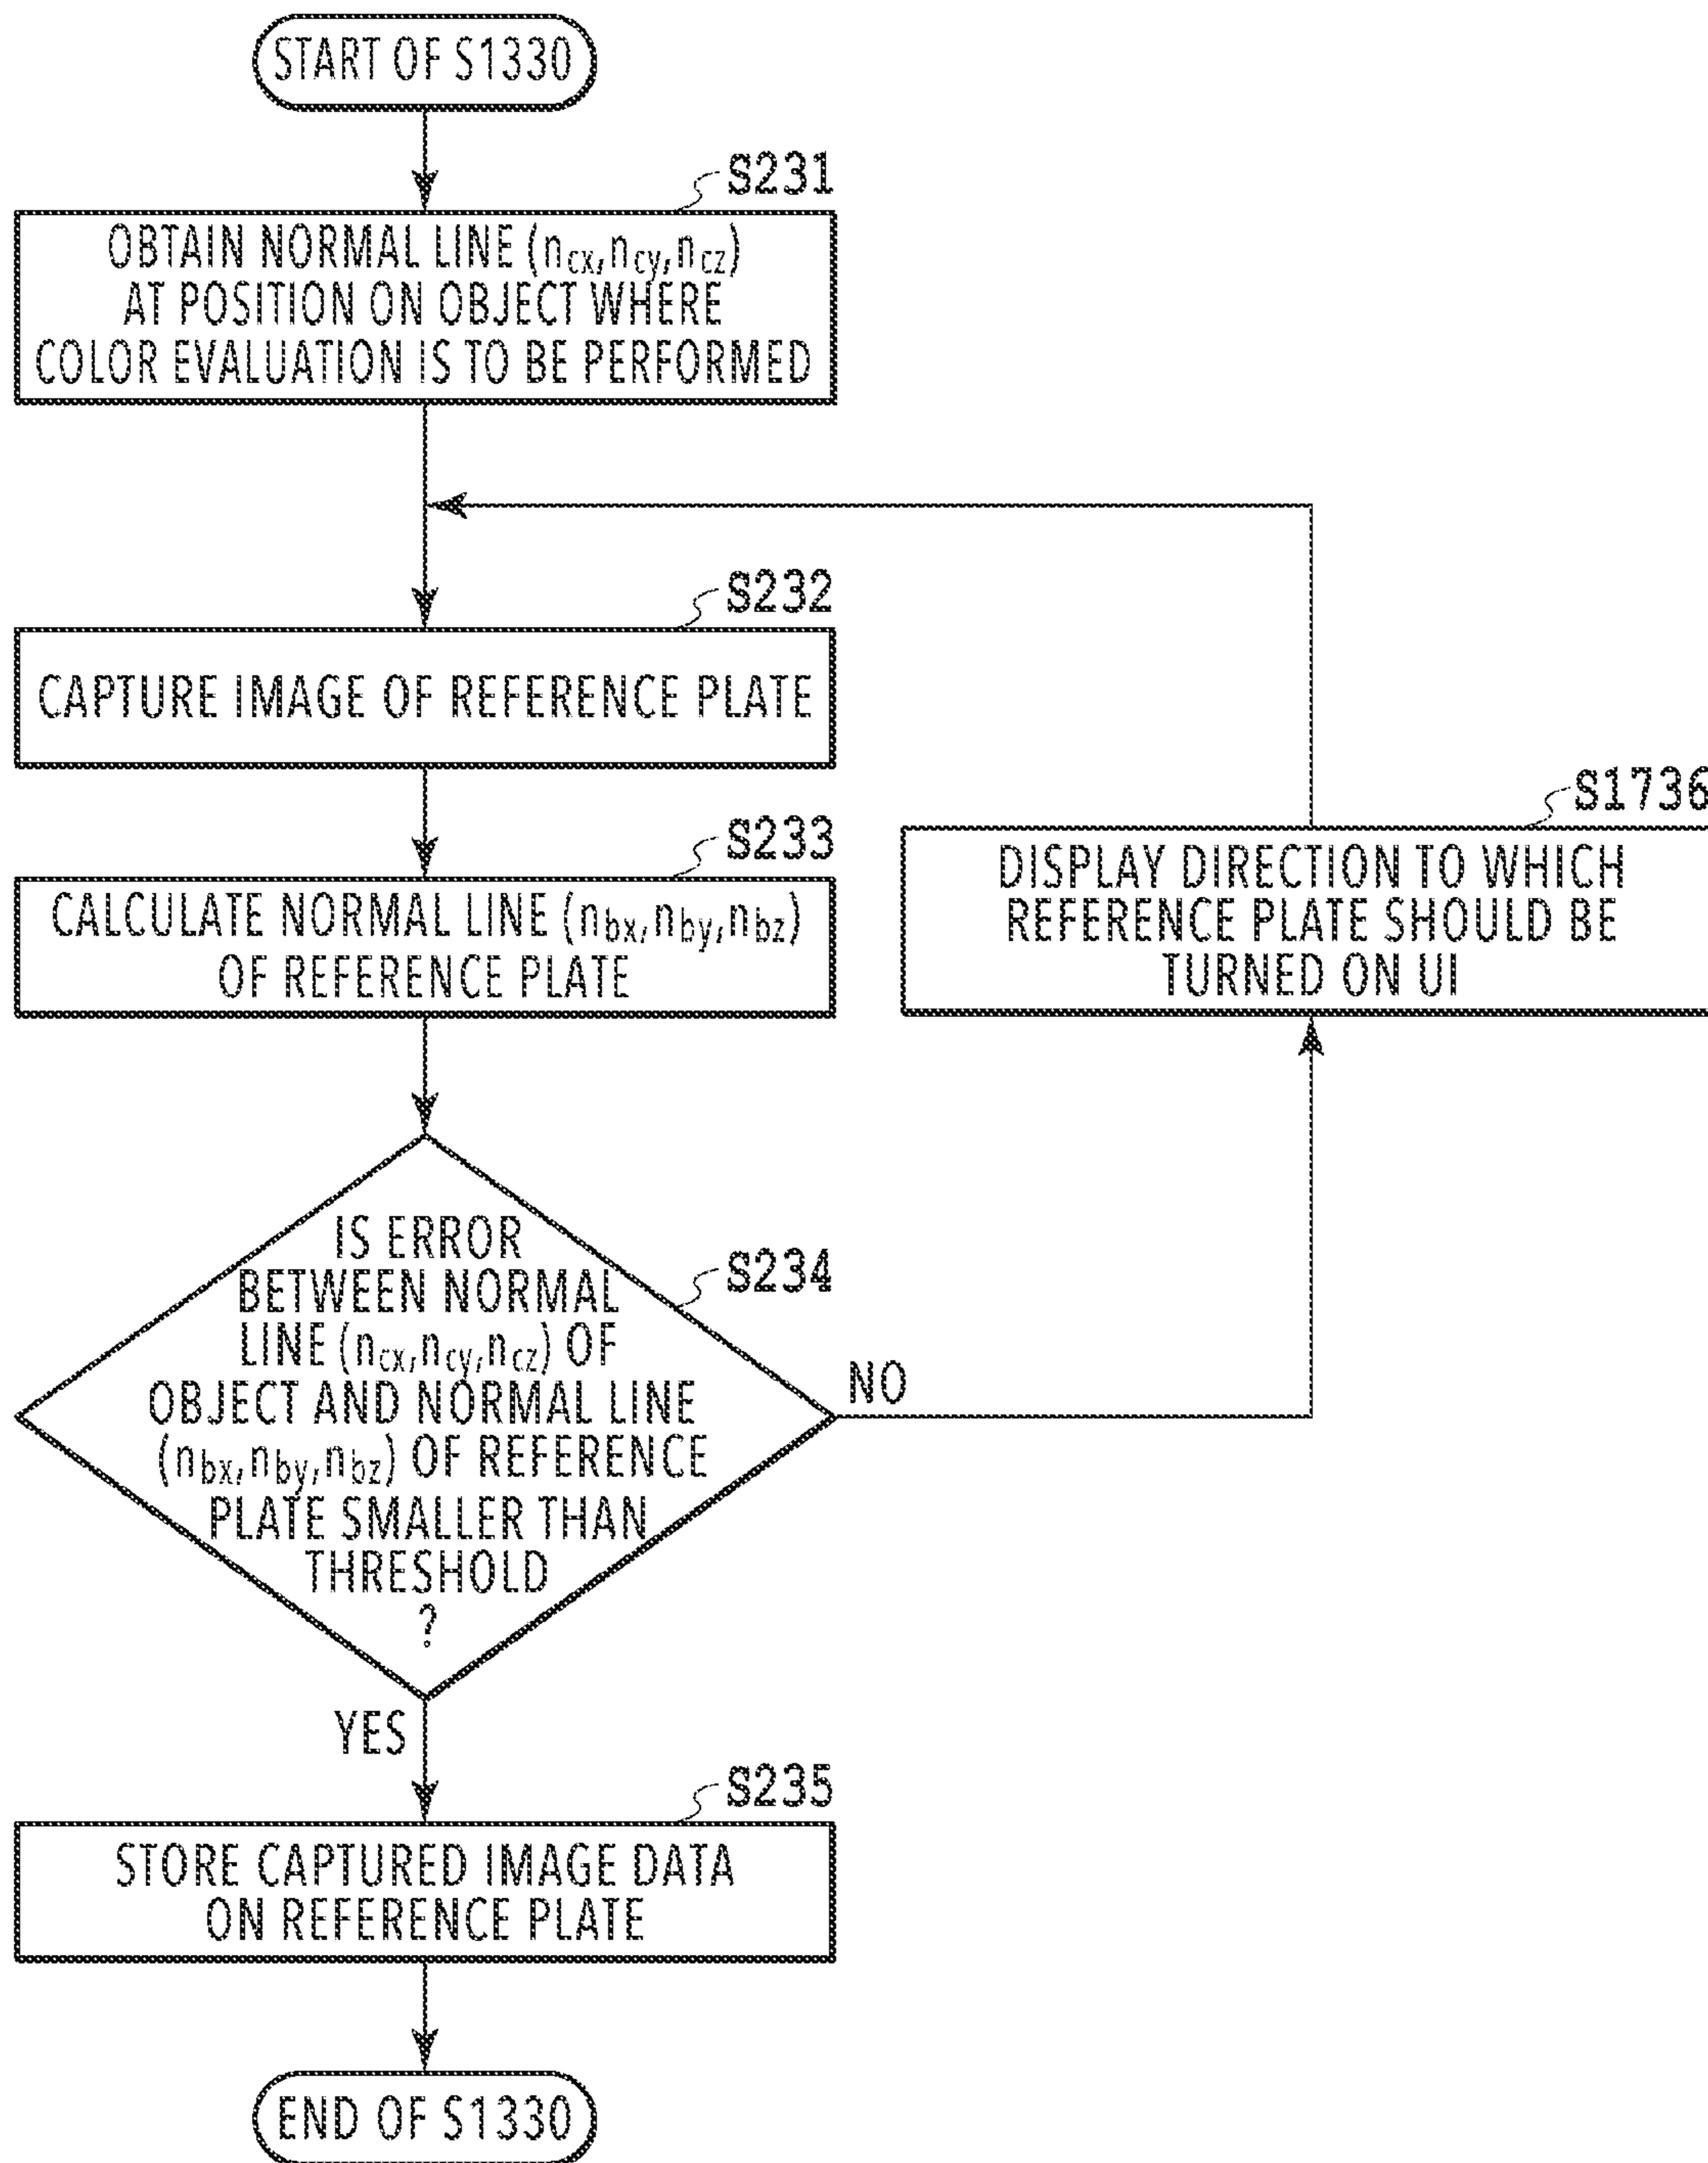 START OF S1330
S231
OBTAIN NORMAL LINE (ncx,ncy,ncz)
AT POSITION ON OBJECT WHERE
COLOR EVALUATION IS TO BE PERFORMED
S232
CAPTURE IMAGE OF REFERENCE PLATE
S233
CALCULATE NORMAL LINE (nbx,nby,nbz)
OF REFERENCE PLATE
S1736
DISPLAY DIRECTION TO WHICH
REFERENCE PLATE SHOULD BE
TURNED ON UI
S234
IS ERROR
BETWEEN NORMAL
LINE (ncx,ncy,ncz) OF
OBJECT AND NORMAL LINE
(nbx,nby,nbz) OF REFERENCE
PLATE SMALLER THAN
THRESHOLD
?
NO
YES
S235
STORE CAPTURED IMAGE DATA
ON REFERENCE PLATE
END OF S1330